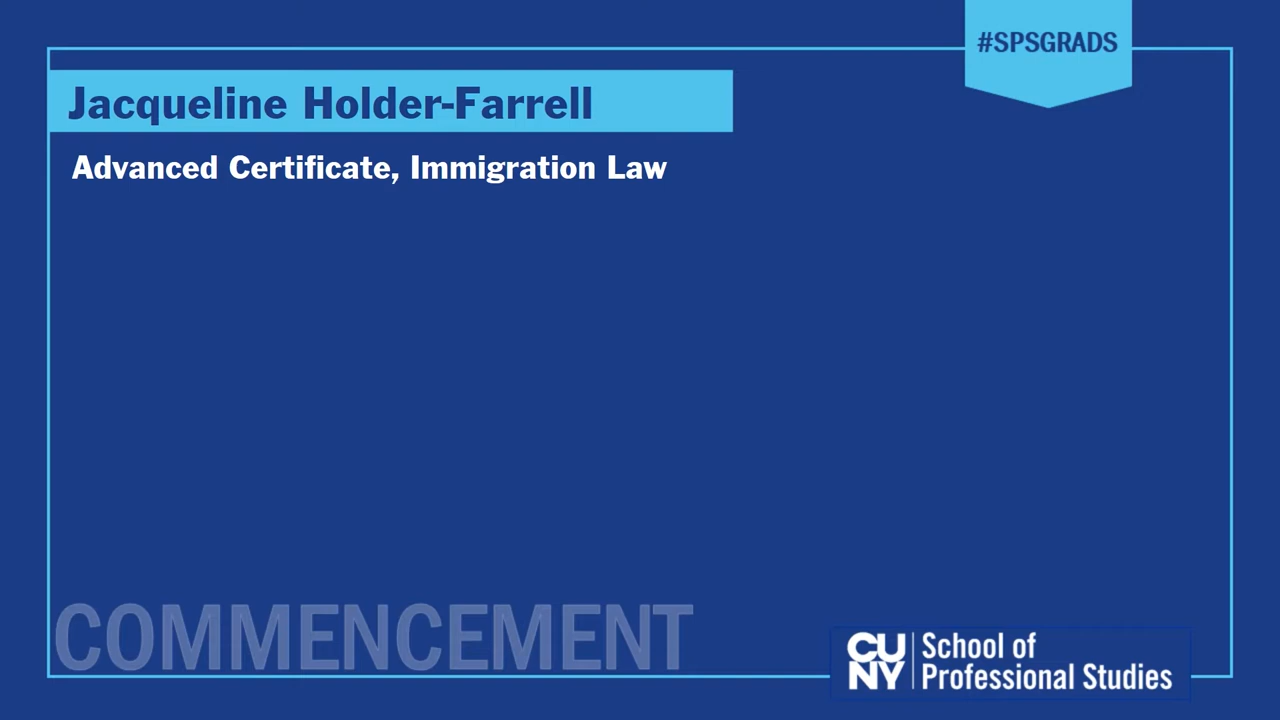 #SPSGRADS
Jacqueline Holder-Farrell
Advanced Certificate, Immigration Law
COMMENCEMENT
CU
NY
School of
Professional Studies